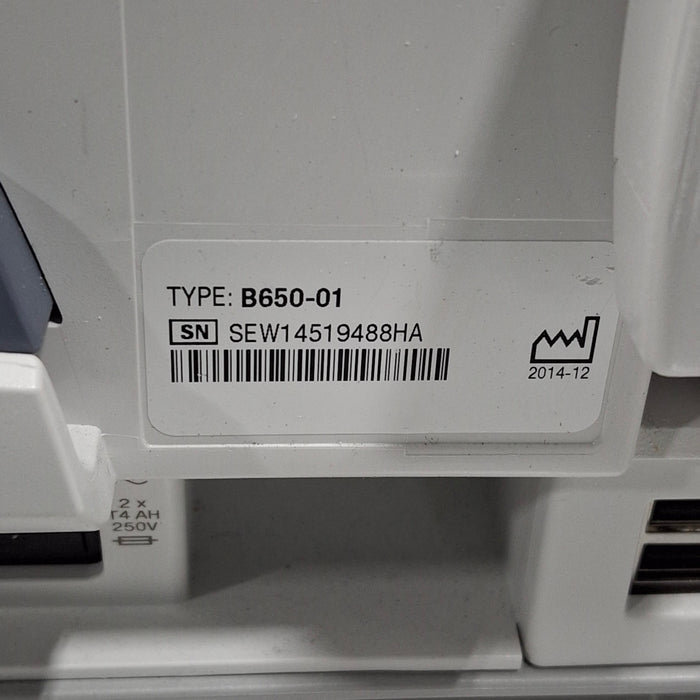 TYPE: B650-01
SN SEW14519488HA
2014-12
2 x
T4 AH
250V